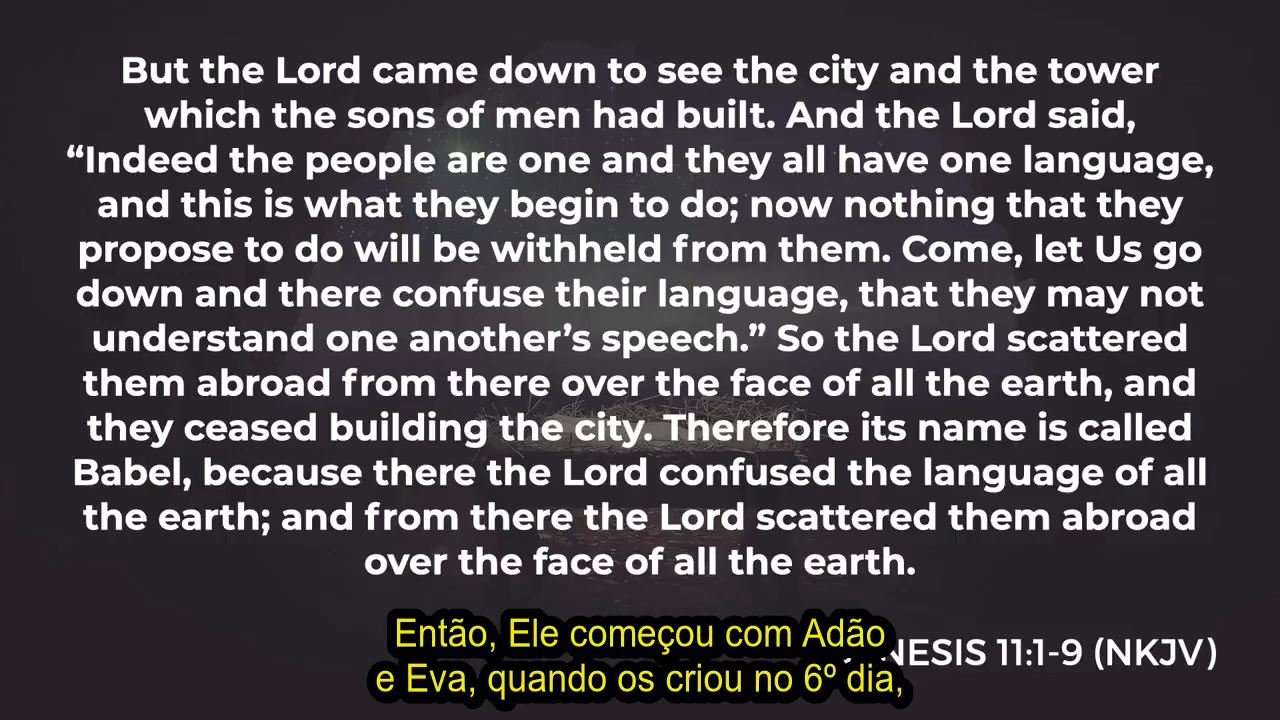 But the Lord came down to see the city and the tower
which the sons of men had built. And the Lord said,
“Indeed the people are one and they all have one language,
and this is what they begin to do; now nothing that they
propose to do will be withheld from them. Come, let Us go
down and there confuse their language, that they may not
understand one another’s speech.” So the Lord scattered
them abroad from there over the face of all the earth, and
they ceased building the city. Therefore its name is called
Babel, because there the Lord confused the language of all
the earth; and from there the Lord scattered them abroad
over the face of all the earth.
Então, Ele começou com Adão
e Eva, quando os criou no 6º dia,
11:1-9 (NKJV)